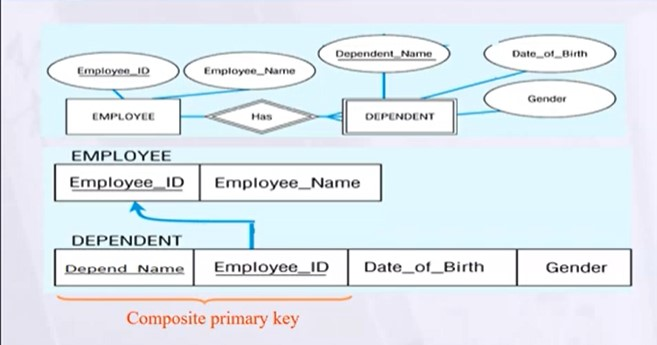 Dependent_Name
Date_of_Birth
Employee_ID
Employee_Name
Gender
EMPLOYEE
Has
DEPENDENT
EMPLOYEE
Employee_ID
Employee_Name
DEPENDENT
Depend_Name
Employee_ID
Date_of_Birth
Gender
Composite primary key